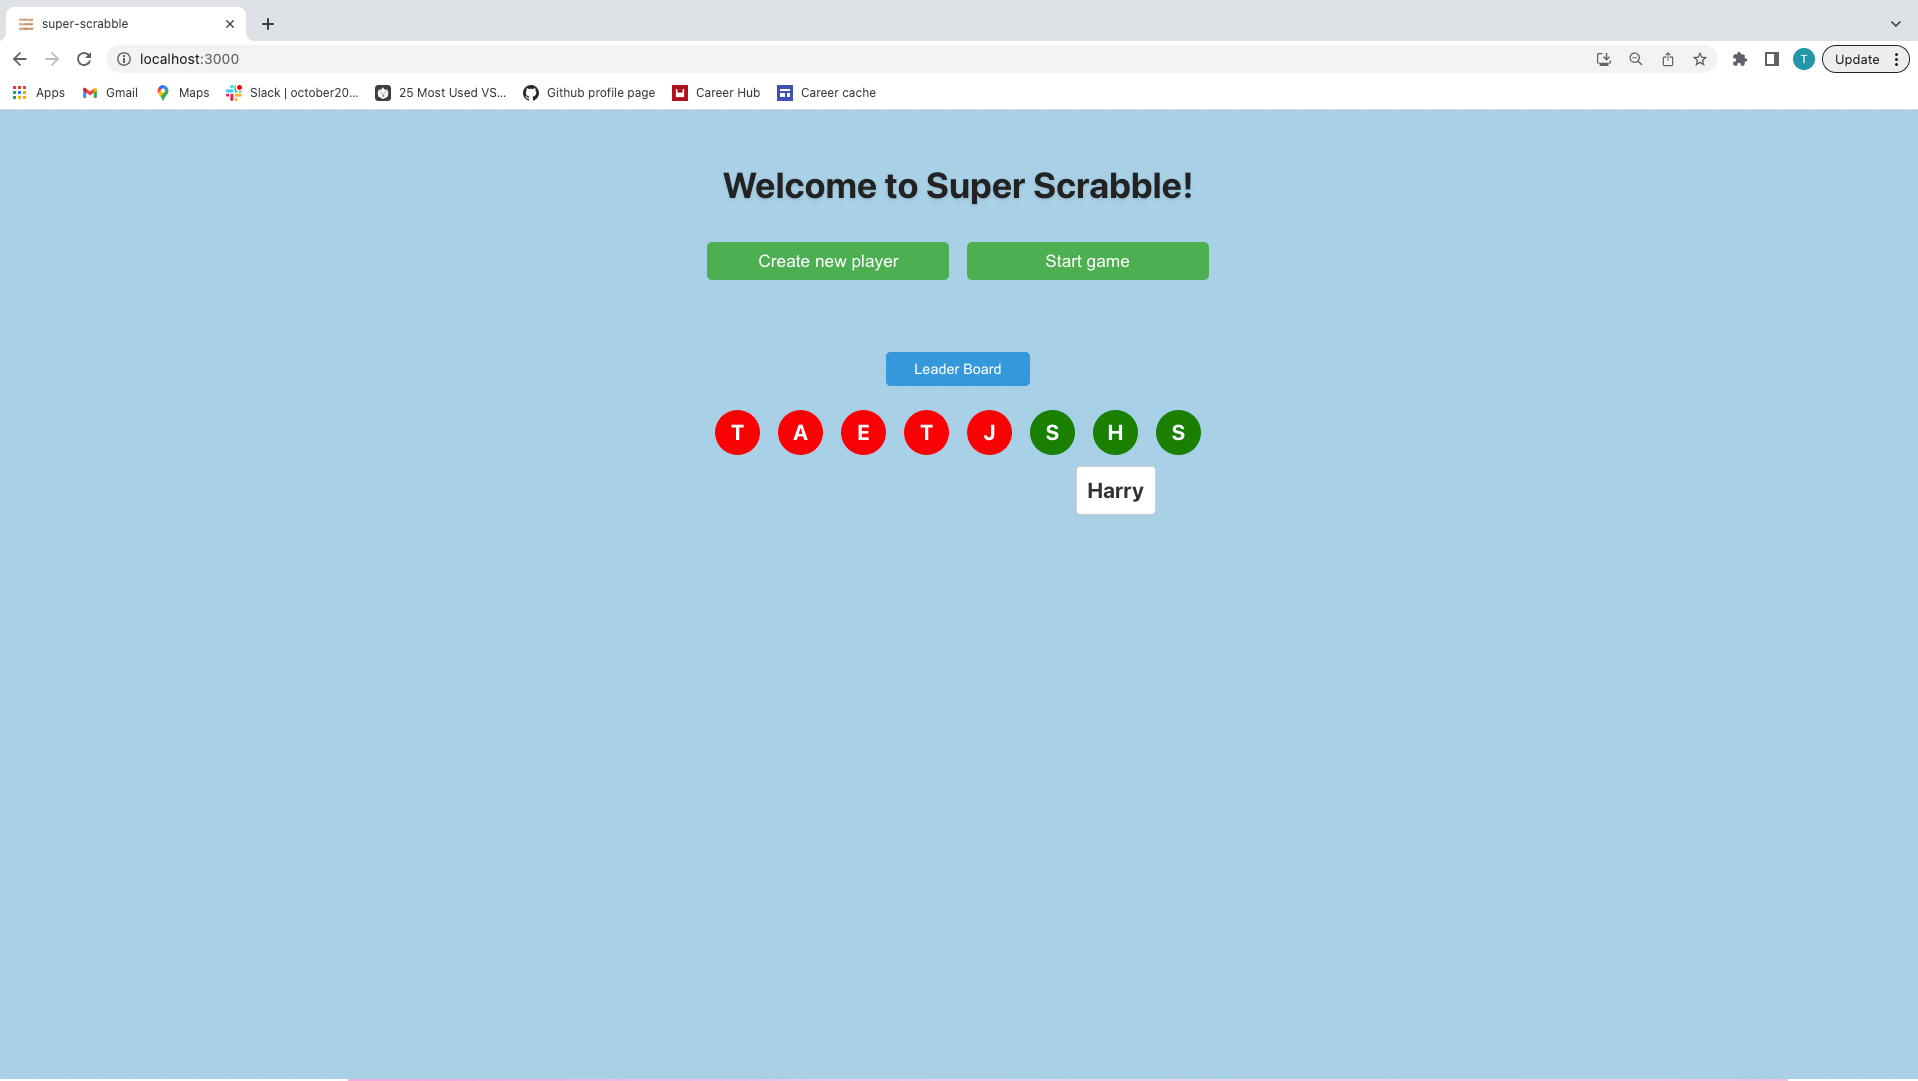 super-scrabble
localhost:3000
T
Update
Apps
Gmail
Maps
Slack | october20...
25 Most Used VS...
Github profile page
Career Hub
Career cache
Welcome to Super Scrabble!
Create new player
Start game
Leader Board
T A E T J S H S
Harry